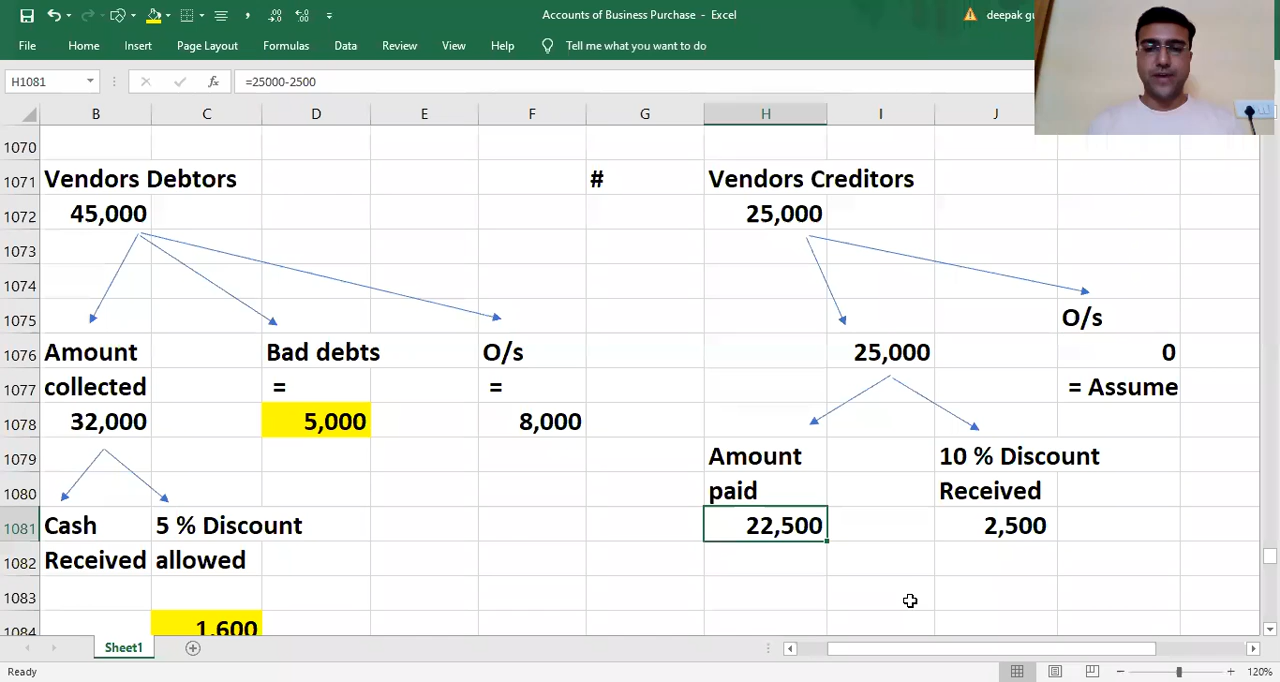 Accounts of Business Purchase - Excel
deepak gu
File Home Insert Page Layout Formulas Data Review View Help Tell me what you want to do
H1081 fx =25000-2500
B C D E F G H I J
1070
1071 Vendors Debtors # Vendors Creditors
1072 45,000 25,000
1073
1074
1075 O/s
1076 Amount Bad debts O/s 25,000 0
1077 collected = = = Assume
1078 32,000 5,000 8,000
1079 Amount 10 % Discount
1080 paid Received
1081 Cash 5 % Discount 22,500 2,500
1082 Received allowed
1083
1084 1,600
Sheet1
Ready 120%